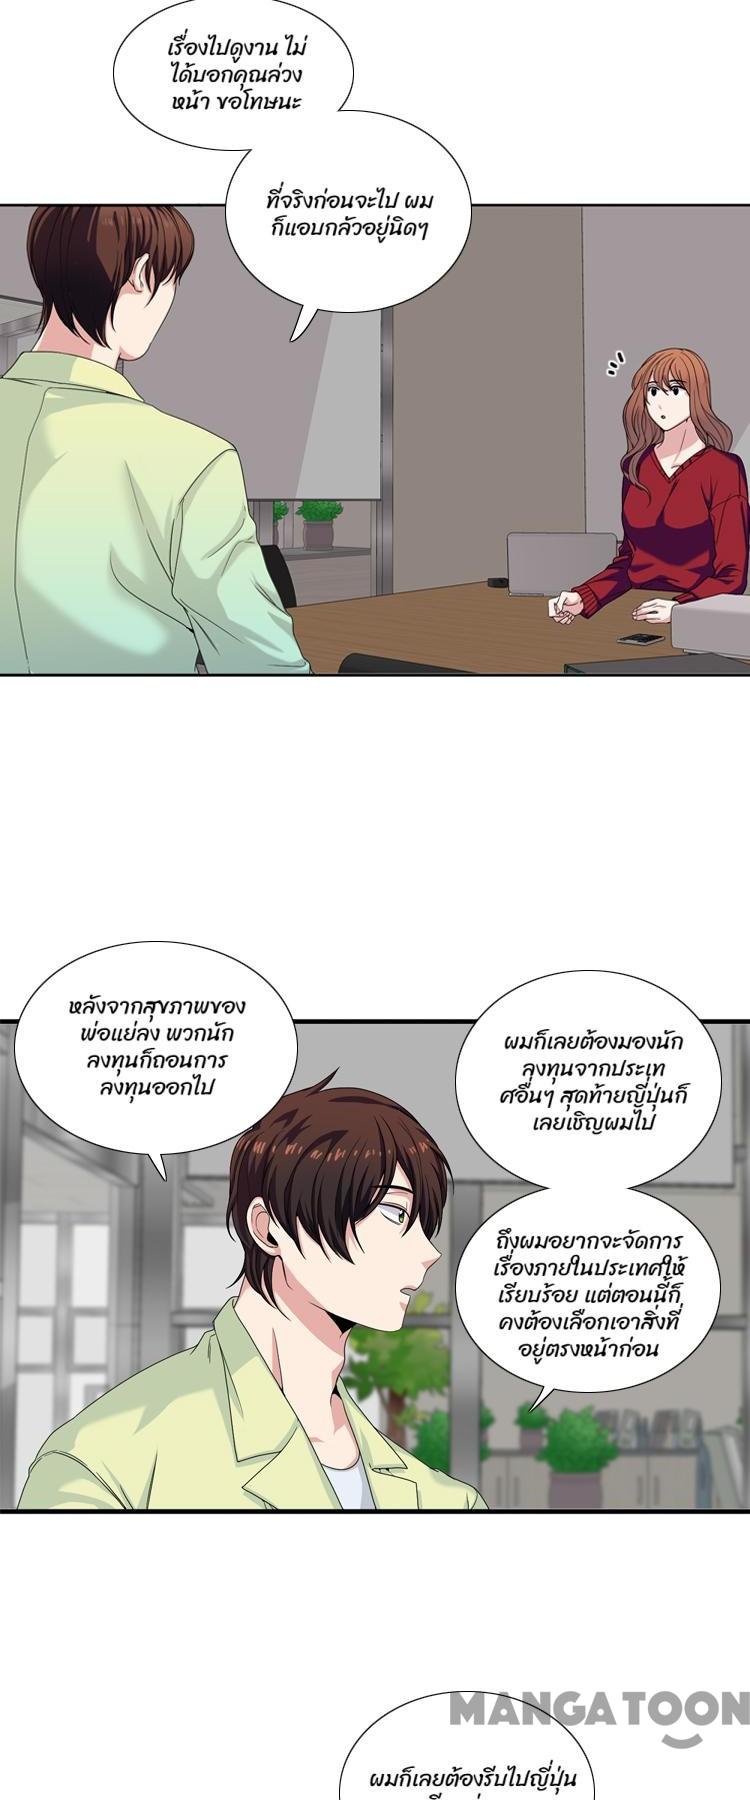 เรื่องไปดูงาน ไม่
ได้บอกคุณล่วง
หน้า ขอโทษนะ
ที่จริงก่อนจะไป ผม
ก็แอบกลัวอยู่นิดๆ
หลังจากสุขภาพของ
พ่อแย่ลง พวกนัก
ลงทุนก็ถอนการ
ลงทุนออกไป
ผมก็เลยต้องมองนัก
ลงทุนจากประเท
ศอื่นๆ สุดท้ายญี่ปุ่นก็
เลยเชิญผมไป
ถึงผมอยากจะจัดการ
เรื่องภายในประเทศให้
เรียบร้อย แต่ตอนนี้ก็
คงต้องเลือกเอาสิ่งที่
อยู่ตรงหน้าก่อน
MANGATOON
ผมก็เลยต้องรีบไปญี่ปุ่น